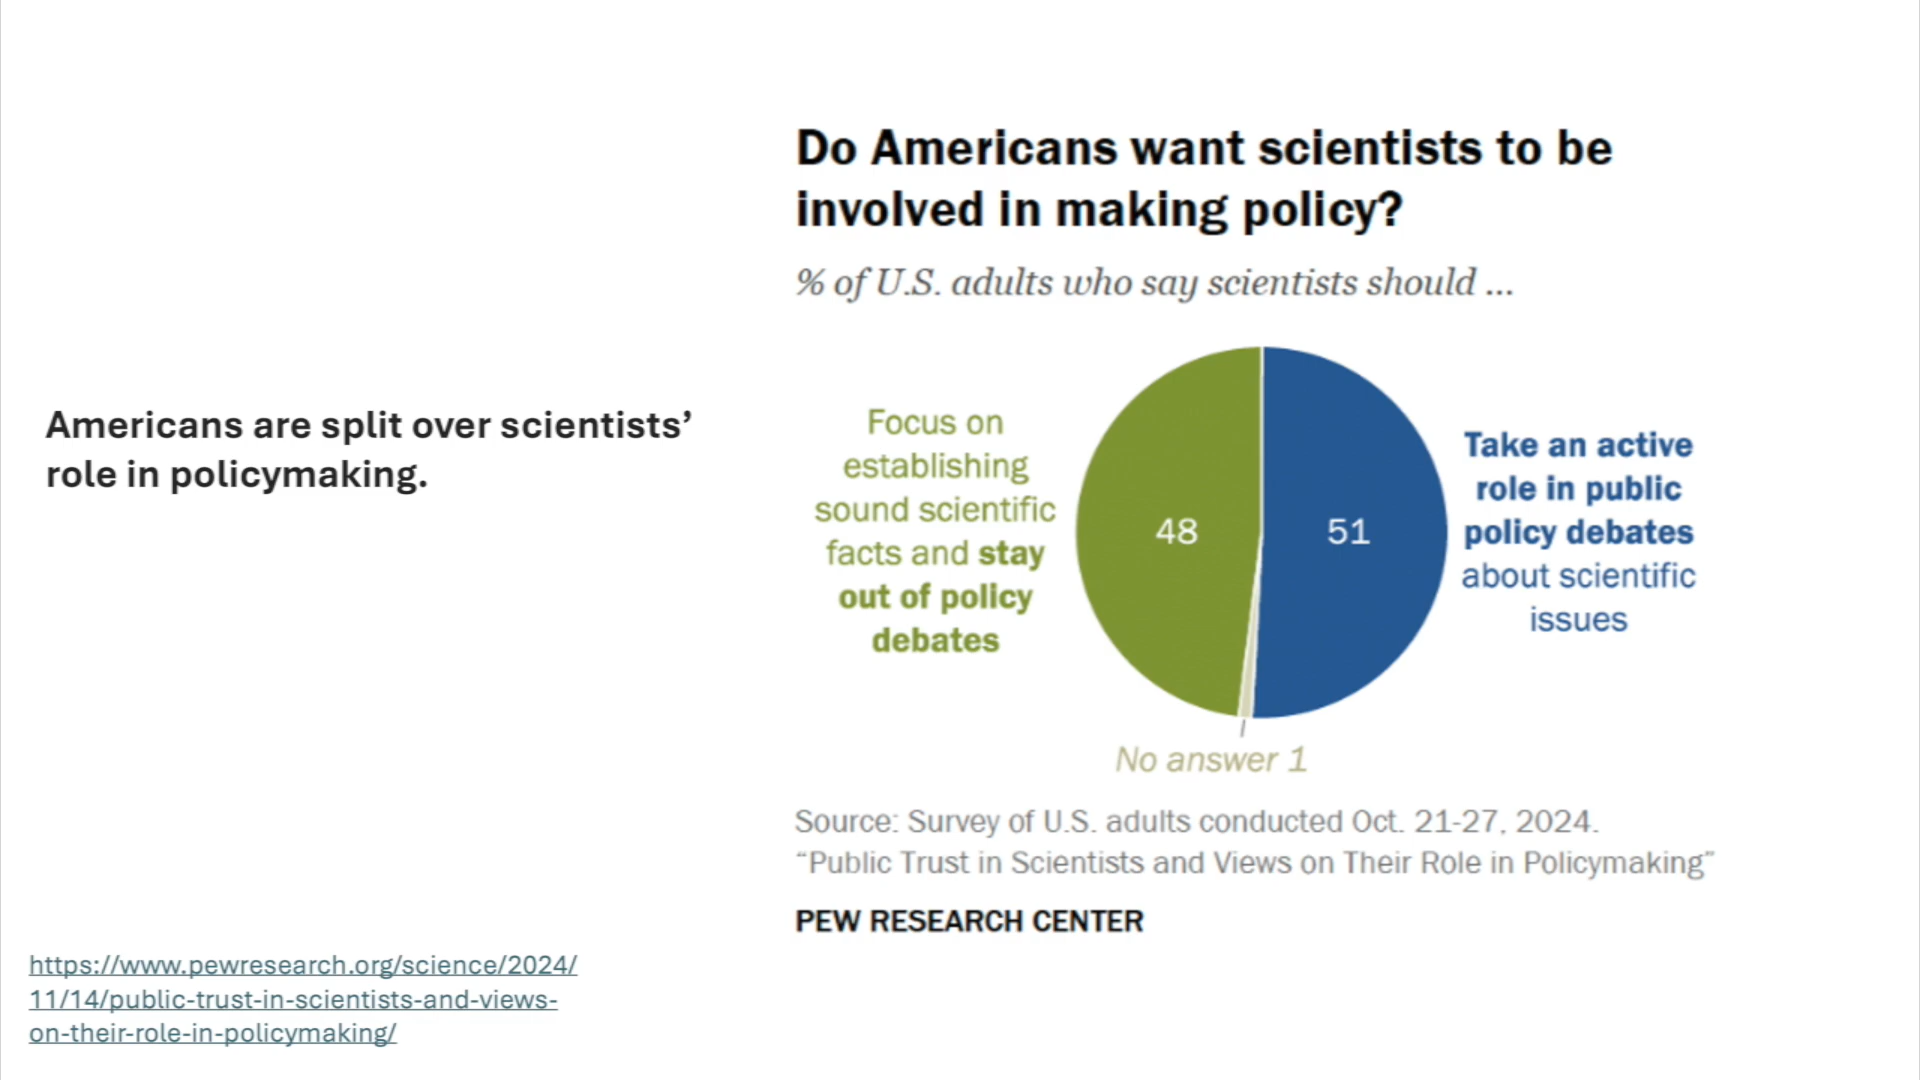 Americans are split over scientists’
role in policymaking.
https://www.pewresearch.org/science/2024/
11/14/public-trust-in-scientists-and-views-
on-their-role-in-policymaking/
Do Americans want scientists to be
involved in making policy?
% of U.S. adults who say scientists should ...
Focus on
establishing
sound scientific
facts and stay
out of policy
debates
48
51
Take an active
role in public
policy debates
about scientific
issues
No answer 1
Source: Survey of U.S. adults conducted Oct. 21-27, 2024.
“Public Trust in Scientists and Views on Their Role in Policymaking”
PEW RESEARCH CENTER